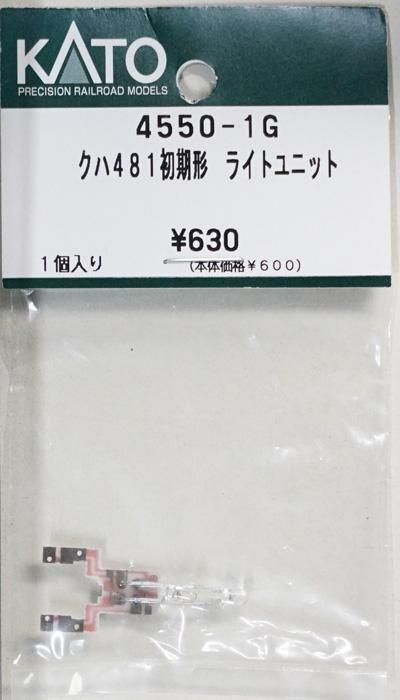 KATO
PRECISION RAILROAD MODELS
4550-1G
クハ481初期形 ライトユニット
¥630
1個入り
(本体価格¥600)